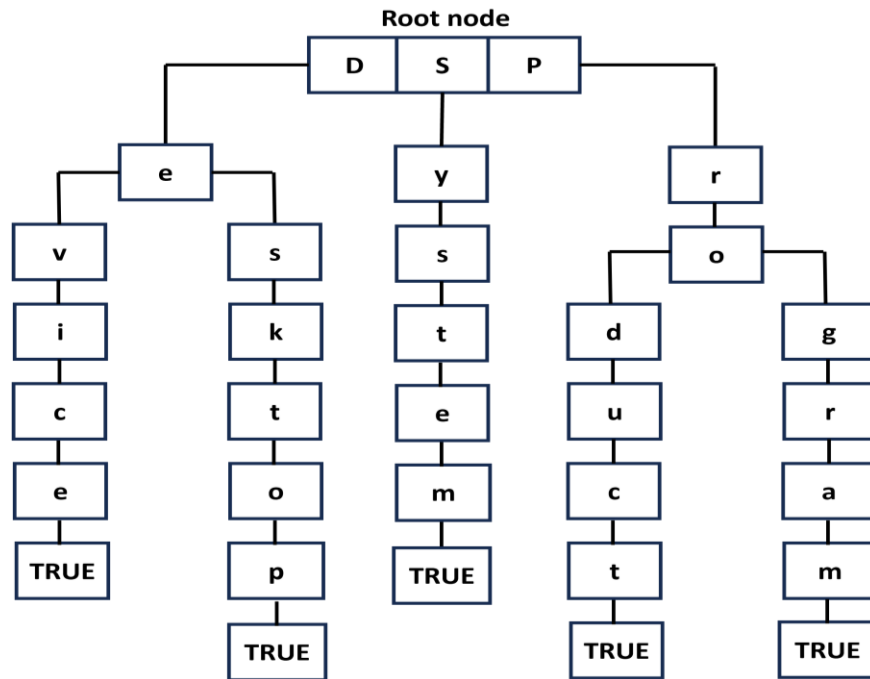 Root node
D S P
e y r
v s s o
i k t d g
c t e u r
e o m c a
TRUE p TRUE t m
TRUE TRUE TRUE